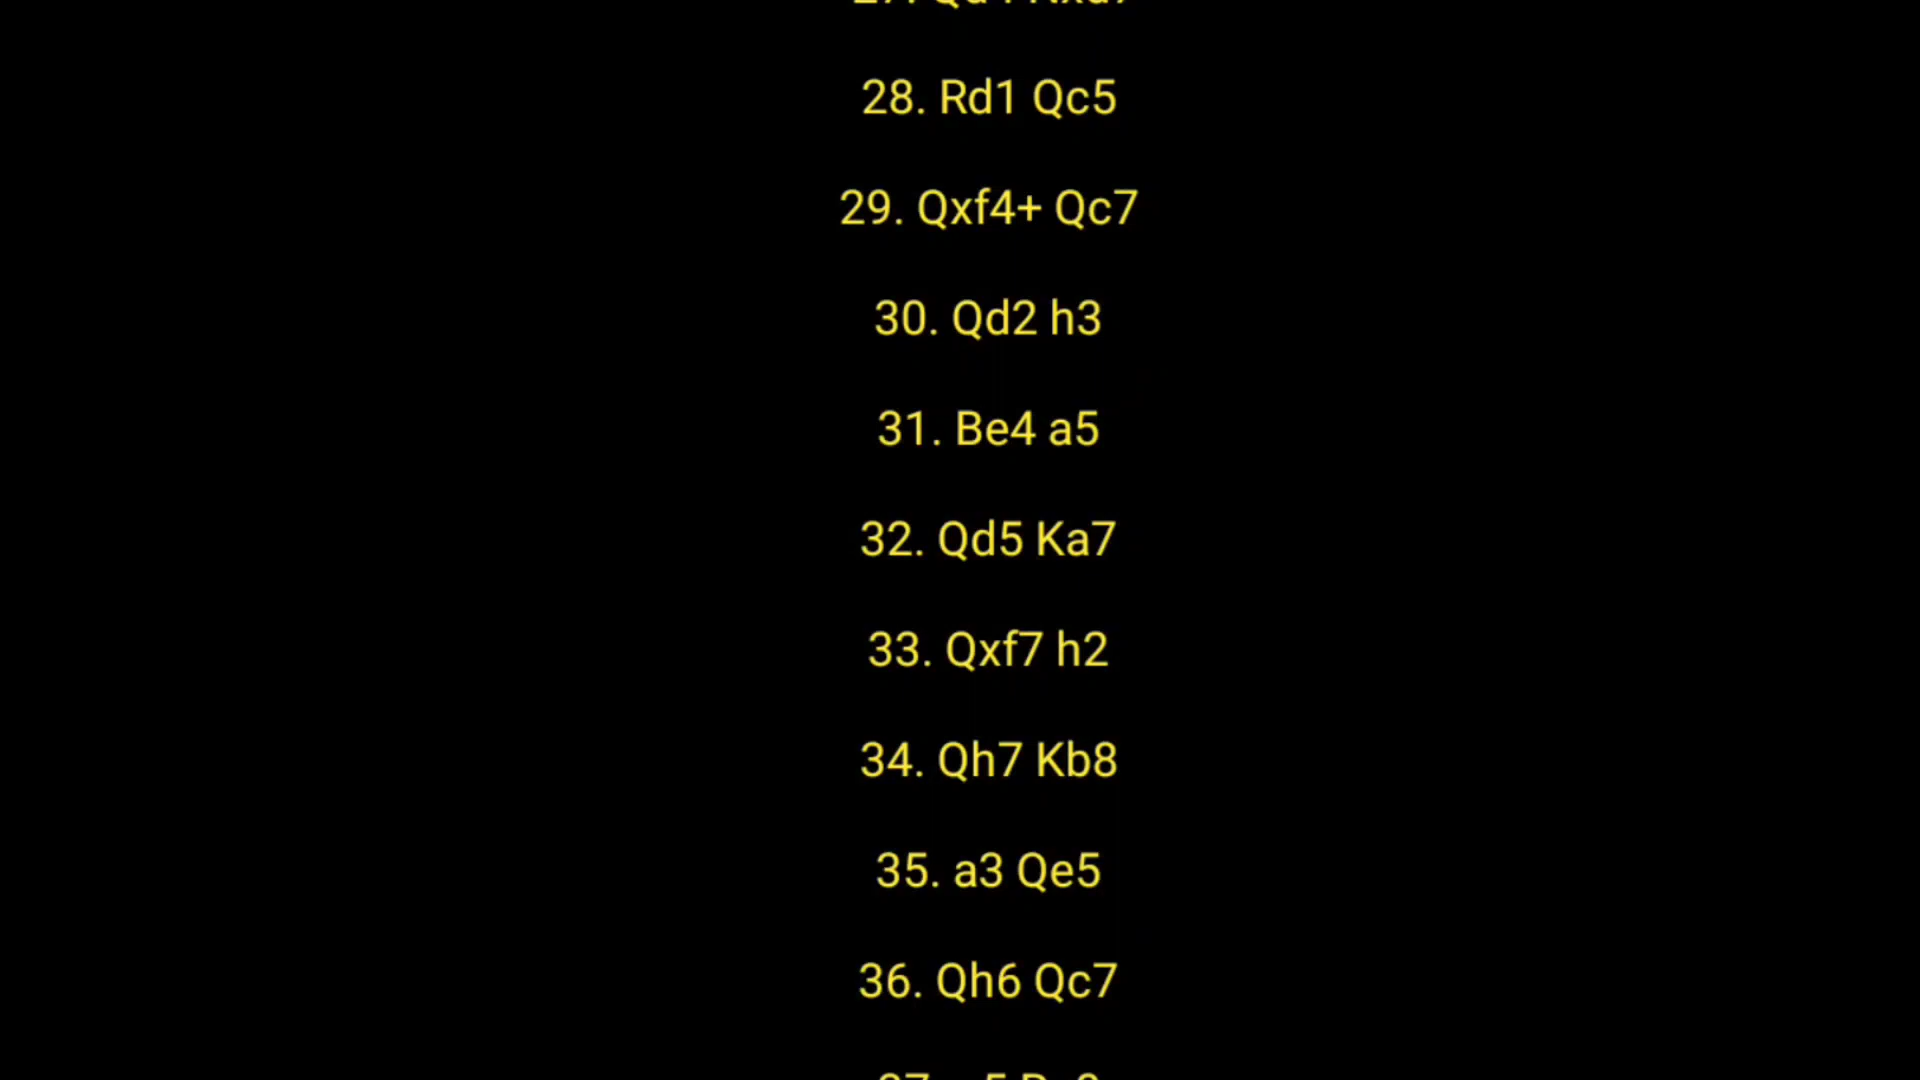 28. Rd1 Qc5
29. Qxf4+ Qc7
30. Qd2 h3
31. Be4 a5
32. Qd5 Ka7
33. Qxf7 h2
34. Qh7 Kb8
35. a3 Qe5
36. Qh6 Qc7